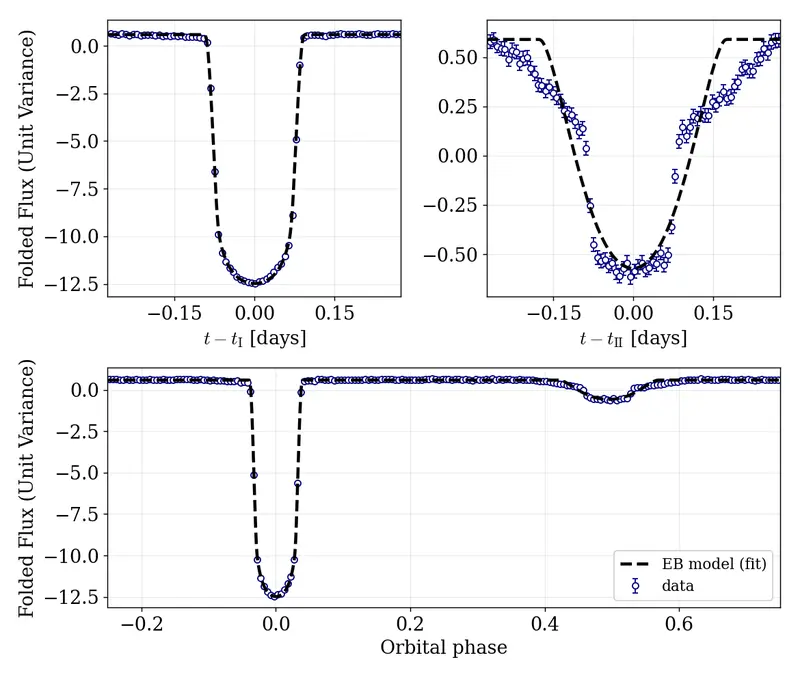 Folded Flux (Unit Variance)
0.0
−2.5
−5.0
−7.5
−10.0
−12.5
−0.15 0.00 0.15
t − tI [days]
0.50
0.25
0.00
−0.25
−0.50
−0.15 0.00 0.15
t − tII [days]
Folded Flux (Unit Variance)
0.0
−2.5
−5.0
−7.5
−10.0
−12.5
−0.2 0.0 0.2 0.4 0.6
Orbital phase
EB model (fit)
data